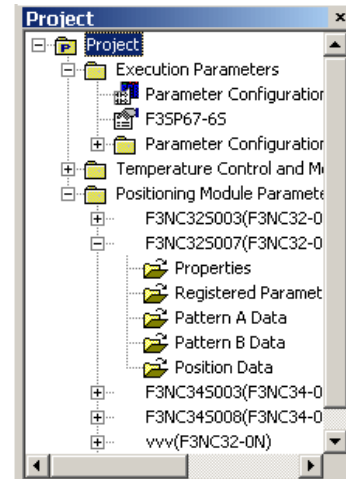 Project
Project
Execution Parameters
Parameter Configuration
F3SP67-6S
Parameter Configuration
Temperature Control and M
Positioning Module Paramete
F3NC32S003(F3NC32-0
F3NC32S007(F3NC32-0
Properties
Registered Paramet
Pattern A Data
Pattern B Data
Position Data
F3NC34S003(F3NC34-0
F3NC34S008(F3NC34-0
vvv(F3NC32-0N)